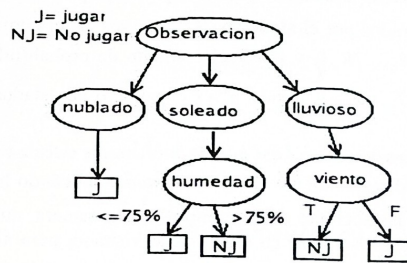 J= jugar
NJ= No jugar
Observacion
nublado
soleado
lluvioso
J
humedad
viento
<=75%
>75%
T
F
J
NJ
NJ
J